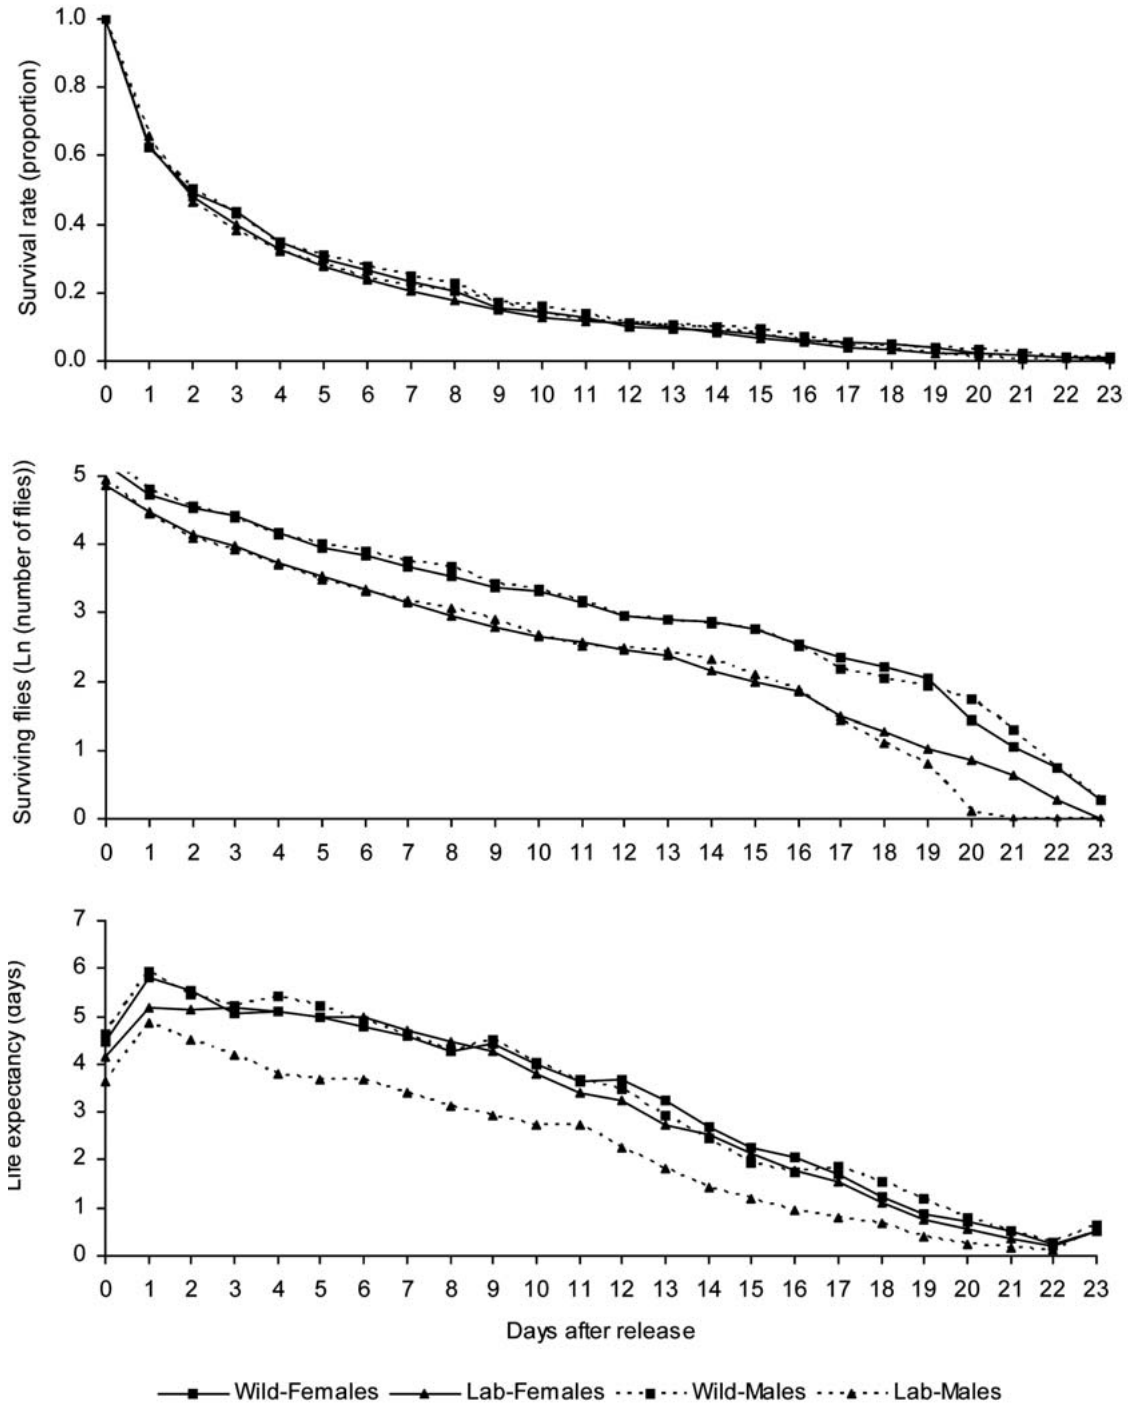 Survival rate (proportion)
1.0
0.8
0.6
0.4
0.2
0.0
0 1 2 3 4 5 6 7 8 9 10 11 12 13 14 15 16 17 18 19 20 21 22 23
Surviving flies (Ln (number of flies))
5
4
3
2
1
0
0 1 2 3 4 5 6 7 8 9 10 11 12 13 14 15 16 17 18 19 20 21 22 23
Life expectancy (days)
7
6
5
4
3
2
1
0
0 1 2 3 4 5 6 7 8 9 10 11 12 13 14 15 16 17 18 19 20 21 22 23
Days after release
Wild-Females Lab-Females Wild-Males Lab-Males